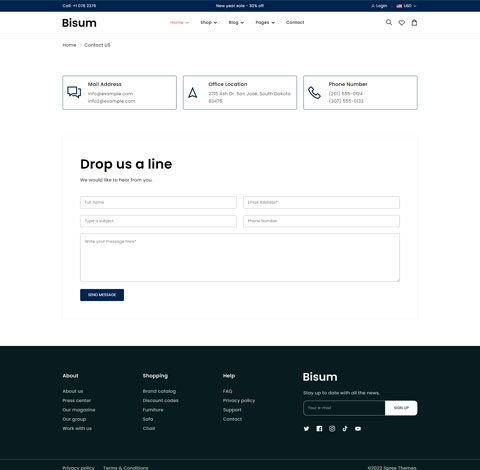 Call: +1 078 2376 New year sale - 30% off Login USD
Bisum Home Shop Blog Pages Contact
Home Contact US
Mail Address
info@example.com
info2@example.com
Office Location
2715 Ash Dr. San Jose, South Dakota
83475
Phone Number
(201) 555-0124
(307) 555-0133
Drop us a line
We would like to hear from you.
Full name Email Address*
Type a subject Phone Number
Write your message here*
SEND MESSAGE
About
About us
Press center
Our magazine
Our group
Work with us
Shopping
Brand catalog
Discount codes
Furniture
Sofa
Chair
Help
FAQ
Privacy policy
Support
Contact
Bisum
Stay up to date with all the news.
Your e-mail SIGN UP
Privacy policy Terms & Conditions ©2022 Spree Themes.